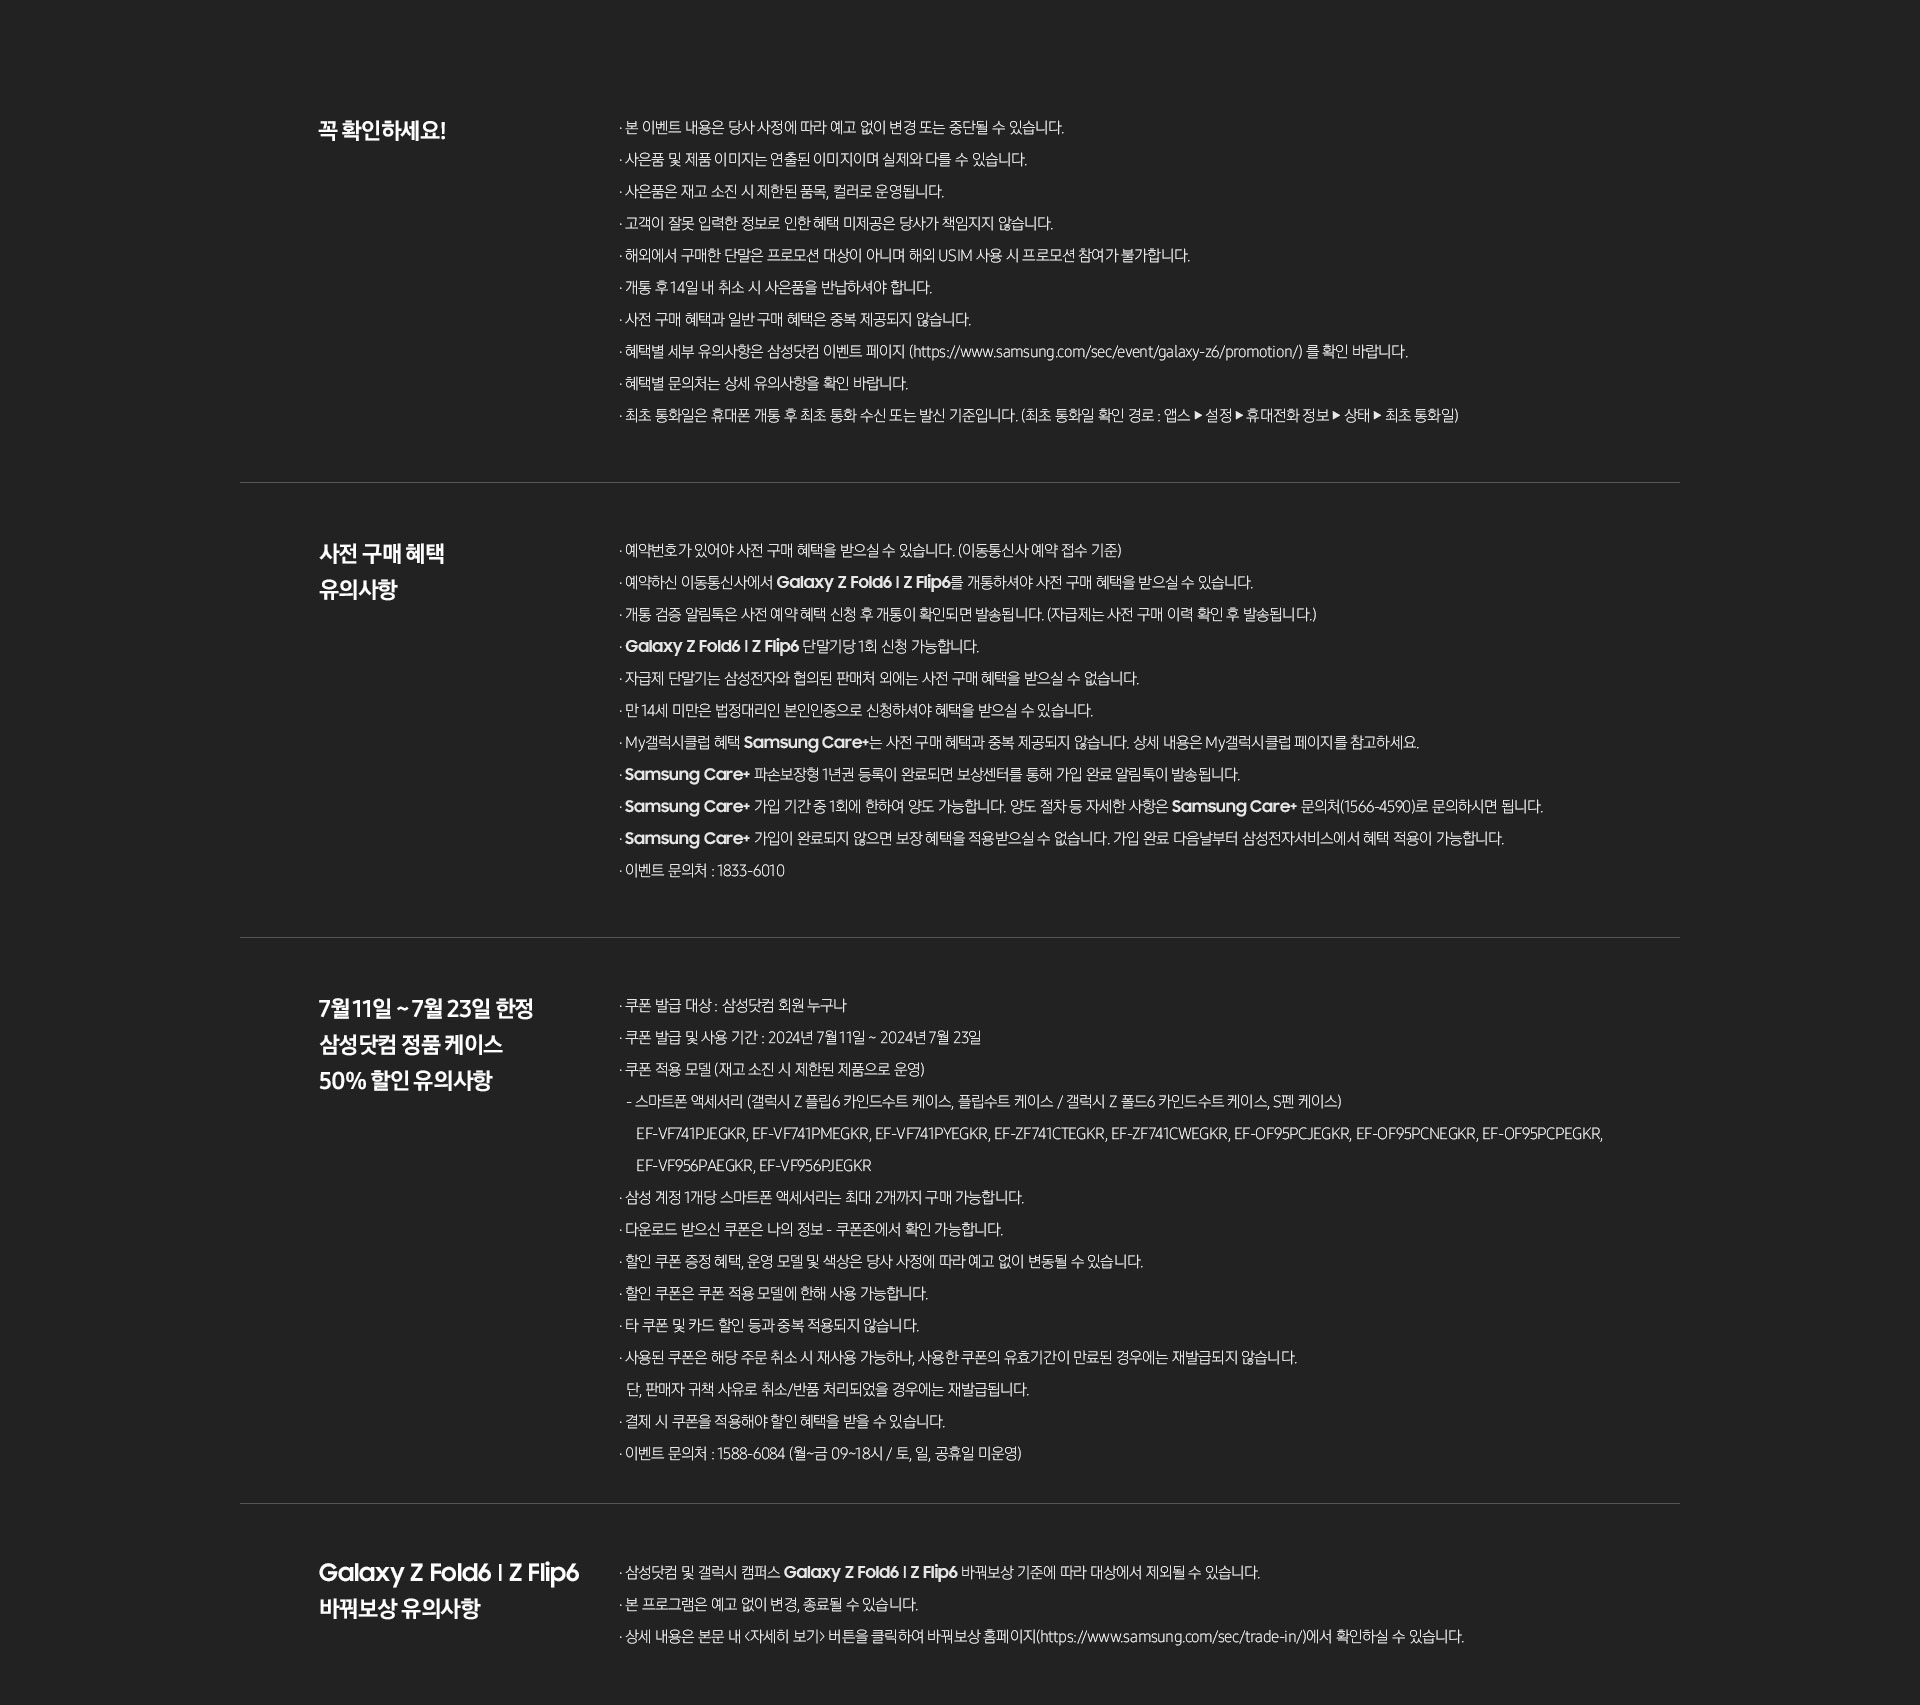 꼭 확인하세요!
· 본 이벤트 내용은 당사 사정에 따라 예고 없이 변경 또는 중단될 수 있습니다.
· 사은품 및 제품 이미지는 연출된 이미지이며 실제와 다를 수 있습니다.
· 사은품은 재고 소진 시 제한된 품목, 컬러로 운영됩니다.
· 고객이 잘못 입력한 정보로 인한 혜택 미제공은 당사가 책임지지 않습니다.
· 해외에서 구매한 단말은 프로모션 대상이 아니며 해외 USIM 사용 시 프로모션 참여가 불가합니다.
· 개통 후 14일 내 취소 시 사은품을 반납하셔야 합니다.
· 사전 구매 혜택과 일반 구매 혜택은 중복 제공되지 않습니다.
· 혜택별 세부 유의사항은 삼성닷컴 이벤트 페이지 (https://www.samsung.com/sec/event/galaxy-z6/promotion/) 를 확인 바랍니다.
· 혜택별 문의처는 상세 유의사항을 확인 바랍니다.
· 최초 통화일은 휴대폰 개통 후 최초 통화 수신 또는 발신 기준입니다. (최초 통화일 확인 경로 : 앱스 ▶ 설정 ▶ 휴대전화 정보 ▶ 상태 ▶ 최초 통화일)
사전 구매 혜택
유의사항
· 예약번호가 있어야 사전 구매 혜택을 받으실 수 있습니다. (이동통신사 예약 접수 기준)
· 예약하신 이동통신사에서 Galaxy Z Fold6 | Z Flip6를 개통하셔야 사전 구매 혜택을 받으실 수 있습니다.
· 개통 검증 알림톡은 사전 예약 혜택 신청 후 개통이 확인되면 발송됩니다. (자급제는 사전 구매 이력 확인 후 발송됩니다.)
· Galaxy Z Fold6 | Z Flip6 단말기당 1회 신청 가능합니다.
· 자급제 단말기는 삼성전자와 협의된 판매처 외에는 사전 구매 혜택을 받으실 수 없습니다.
· 만 14세 미만은 법정대리인 본인인증으로 신청하셔야 혜택을 받으실 수 있습니다.
· My갤럭시클럽 혜택 Samsung Care+는 사전 구매 혜택과 중복 제공되지 않습니다. 상세 내용은 My갤럭시클럽 페이지를 참고하세요.
· Samsung Care+ 파손보장형 1년권 등록이 완료되면 보상센터를 통해 가입 완료 알림톡이 발송됩니다.
· Samsung Care+ 가입 기간 중 1회에 한하여 양도 가능합니다. 양도 절차 등 자세한 사항은 Samsung Care+ 문의처(1566-4590)로 문의하시면 됩니다.
· Samsung Care+ 가입이 완료되지 않으면 보장 혜택을 적용받으실 수 없습니다. 가입 완료 다음날부터 삼성전자서비스에서 혜택 적용이 가능합니다.
· 이벤트 문의처 : 1833-6010
7월 11일 ~ 7월 23일 한정
삼성닷컴 정품 케이스
50% 할인 유의사항
· 쿠폰 발급 대상 : 삼성닷컴 회원 누구나
· 쿠폰 발급 및 사용 기간 : 2024년 7월 11일 ~ 2024년 7월 23일
· 쿠폰 적용 모델 (재고 소진 시 제한된 제품으로 운영)
- 스마트폰 액세서리 (갤럭시 Z 플립6 카인드수트 케이스, 플립수트 케이스 / 갤럭시 Z 폴드6 카인드수트 케이스, S펜 케이스)
EF-VF741PJEGKR, EF-VF741PMEGKR, EF-VF741PYEGKR, EF-ZF741CTEGKR, EF-ZF741CWEGKR, EF-OF95PCJEGKR, EF-OF95PCNEGKR, EF-OF95PCPEGKR,
EF-VF956PAEGKR, EF-VF956PJEGKR
· 삼성 계정 1개당 스마트폰 액세서리는 최대 2개까지 구매 가능합니다.
· 다운로드 받으신 쿠폰은 나의 정보 - 쿠폰존에서 확인 가능합니다.
· 할인 쿠폰 증정 혜택, 운영 모델 및 색상은 당사 사정에 따라 예고 없이 변동될 수 있습니다.
· 할인 쿠폰은 쿠폰 적용 모델에 한해 사용 가능합니다.
· 타 쿠폰 및 카드 할인 등과 중복 적용되지 않습니다.
· 사용된 쿠폰은 해당 주문 취소 시 재사용 가능하나, 사용한 쿠폰의 유효기간이 만료된 경우에는 재발급되지 않습니다.
단, 판매자 귀책 사유로 취소/반품 처리되었을 경우에는 재발급됩니다.
· 결제 시 쿠폰을 적용해야 할인 혜택을 받을 수 있습니다.
· 이벤트 문의처 : 1588-6084 (월~금 09~18시 / 토, 일, 공휴일 미운영)
Galaxy Z Fold6 | Z Flip6
바꿔보상 유의사항
· 삼성닷컴 및 갤럭시 캠퍼스 Galaxy Z Fold6 | Z Flip6 바꿔보상 기준에 따라 대상에서 제외될 수 있습니다.
· 본 프로그램은 예고 없이 변경, 종료될 수 있습니다.
· 상세 내용은 본문 내 <자세히 보기> 버튼을 클릭하여 바꿔보상 홈페이지(https://www.samsung.com/sec/trade-in/)에서 확인하실 수 있습니다.